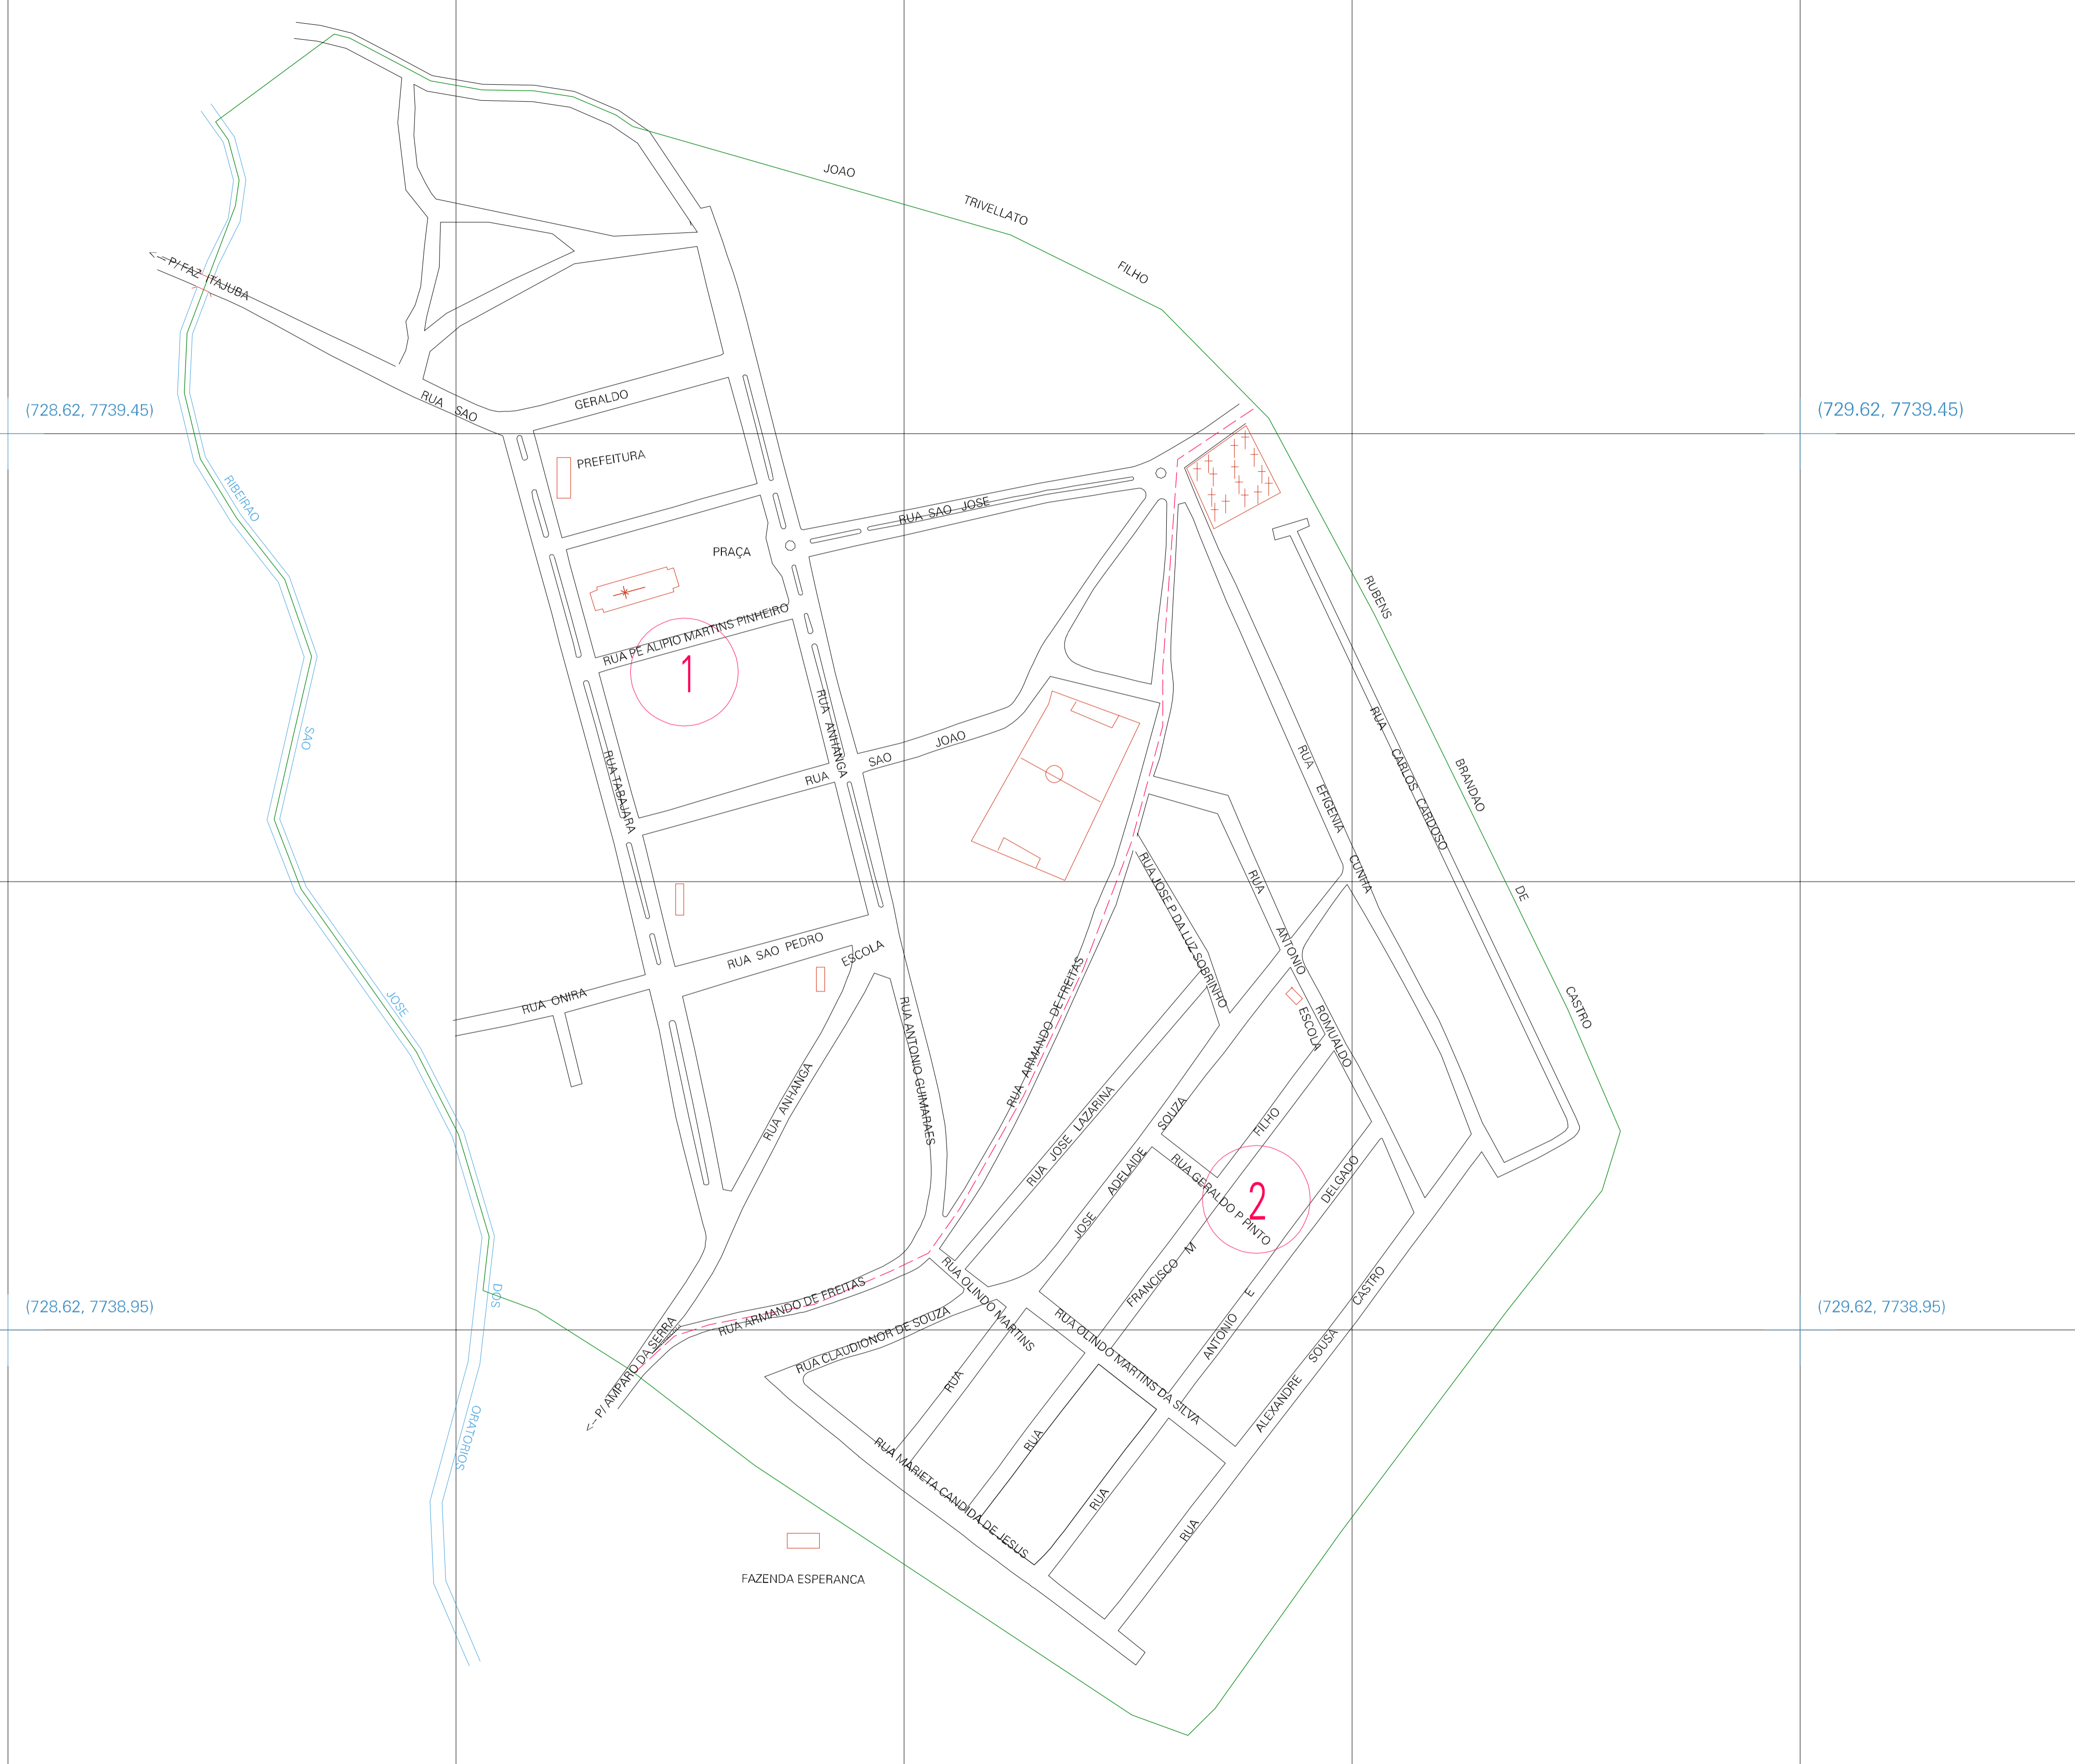 JOAO
TRIVELLATO
FILHO
<-- P/ FAZ ITAJUBA
(728.62, 7739.45)
RUA SAO GERALDO
(729.62, 7739.45)
PREFEITURA
RIBEIRAO
SAO
JOSE
DOS
ORATORIOS
RUA SAO JOSE
PRAÇA
RUBENS
BRANDAO
DE
CASTRO
RUA PE ALIPIO MARTINS PINHEIRO
1
RUA ANHANGA
RUA TABAJARA
RUA SAO JOAO
RUA CARLOS CARDOSO
RUA EFIGENIA CUNHA
RUA JOSE P DA LUZ SOBRINHO
RUA ANTONIO ROMUALDO
RUA SAO PEDRO
ESCOLA
RUA ONIRA
ESCOLA
RUA ANHANGA
RUA ANTONIO GUIMARAES
RUA ARMANDO DE FREITAS
RUA JOSE LAZARINA
RUA JOSE ADELAIDE SOUZA
RUA GERALDO P PINTO
2
RUA FRANCISCO M FILHO
RUA ANTONIO E DELGADO
RUA ALEXANDRE SOUSA CASTRO
RUA OLINDO MARTINS
RUA OLINDO MARTINS DA SILVA
(728.62, 7738.95)
(729.62, 7738.95)
RUA ARMANDO DE FREITAS
RUA CLAUDIONOR DE SOUZA
<-- P/ AMPARO DA SERRA
RUA MARIETA CANDIDA DE JESUS
FAZENDA ESPERANCA